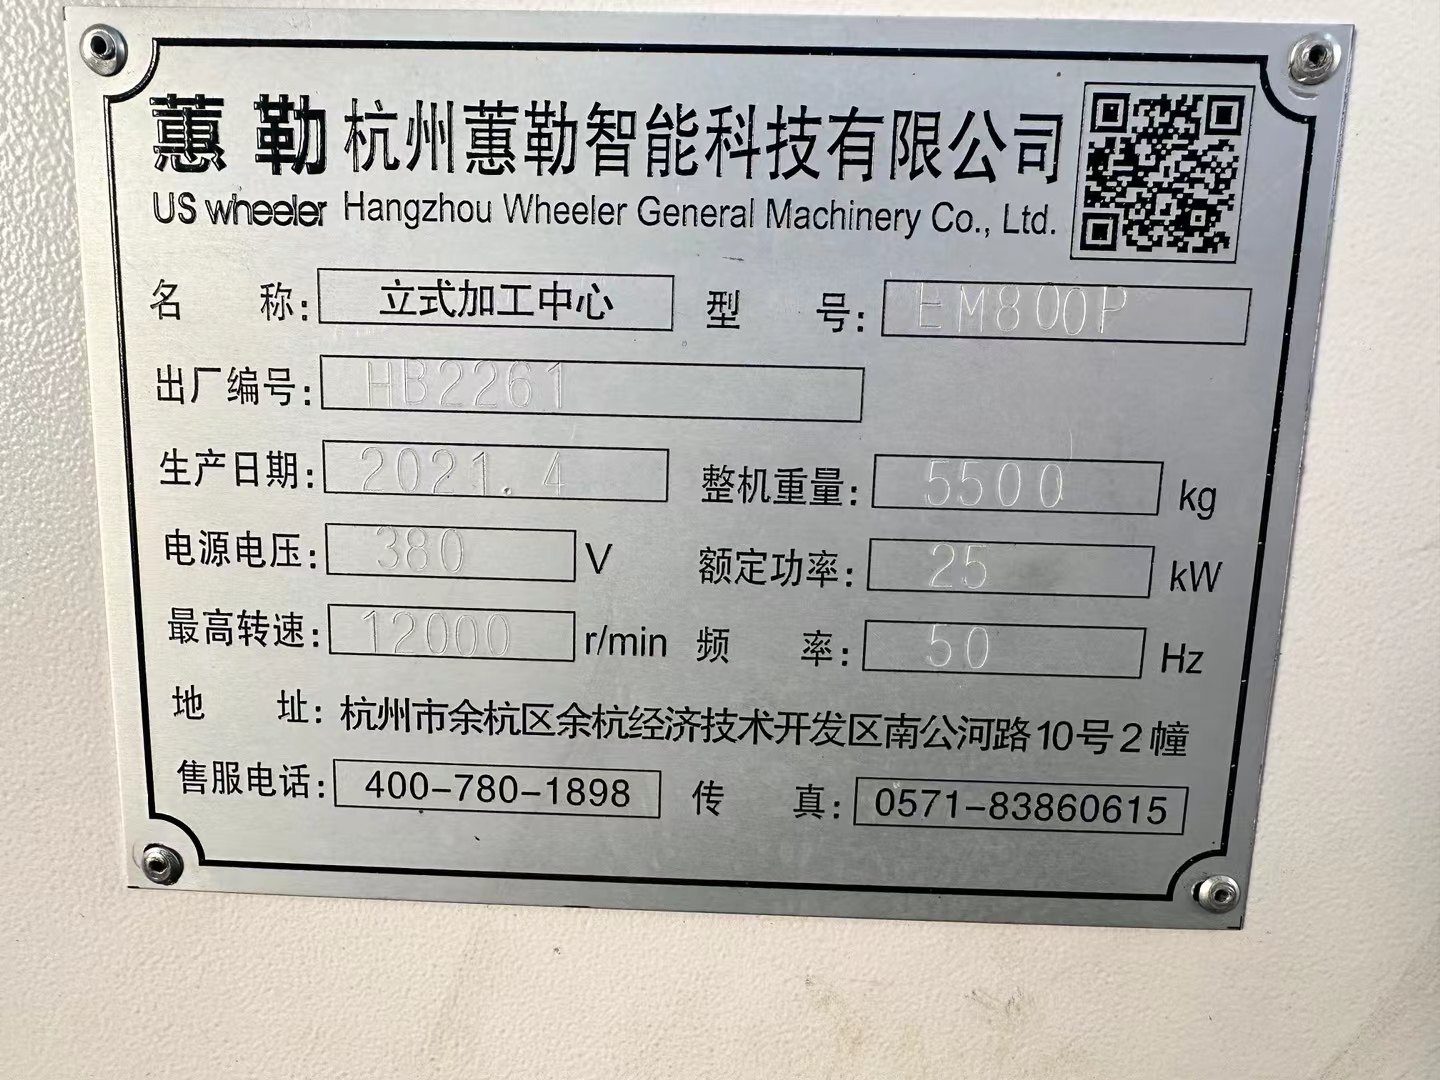 蕙勒 杭州蕙勒智能科技有限公司
US wheeler Hangzhou Wheeler General Machinery Co., Ltd.
名 称: 立式加工中心 型 号: EM800P
出厂编号: HB2261
生产日期: 2021.4 整机重量: 5500 kg
电源电压: 380 V 额定功率: 25 kW
最高转速: 12000 r/min 频 率: 50 Hz
地 址: 杭州市余杭区余杭经济技术开发区南公河路10号2幢
售服电话: 400-780-1898 传 真: 0571-83860615